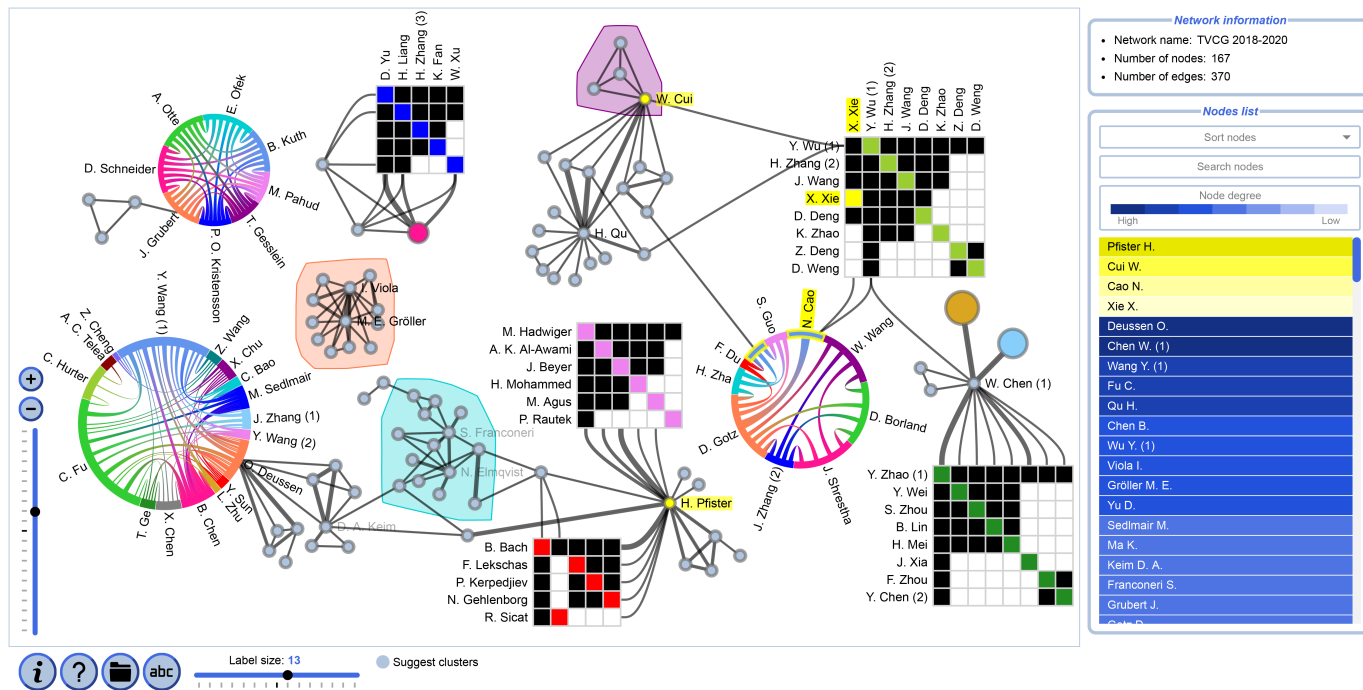 Network information
Network name: TVCG 2018-2020
Number of nodes: 167
Number of edges: 370
Nodes list
Sort nodes
Search nodes
Node degree
High
Low
Pfister H.
Cui W.
Cao N.
Xie X.
Deussen O.
Chen W. (1)
Wang Y. (1)
Fu C.
Qu H.
Chen B.
Wu Y. (1)
Viola I.
Gröller M. E.
Yu D.
Sedlmair M.
Ma K.
Keim D. A.
Franconeri S.
Grubert J.
Gotz D.
A. Otte
E. Ofek
B. Kuth
M. Pahud
T. Gesslein
P. O. Kristensson
J. Grubert
D. Schneider
D. Yu
H. Liang
H. Zhang (3)
K. Fan
W. Xu
W. Cui
H. Qu
X. Xie
Y. Wu (1)
H. Zhang (2)
J. Wang
D. Deng
K. Zhao
Z. Deng
D. Weng
Y. Wu (1)
H. Zhang (2)
J. Wang
X. Xie
D. Deng
K. Zhao
Z. Deng
D. Weng
I. Viola
M. E. Gröller
Y. Wang (1)
Z. Wang
X. Chu
C. Bao
M. Sedlmair
J. Zhang (1)
Y. Wang (2)
O. Deussen
Y. Sun
L. Zhu
B. Chen
X. Chen
T. Ge
C. Fu
C. Hurter
A. C. Telea
Z. Cheng
S. Franconeri
N. Elmqvist
D. A. Keim
M. Hadwiger
A. K. Al-Awami
J. Beyer
H. Mohammed
M. Agus
P. Rautek
H. Pfister
B. Bach
F. Lekschas
P. Kerpedjiev
N. Gehlenborg
R. Sicat
S. Guo
N. Cao
W. Wang
D. Borland
J. Shrestha
J. Zhang (2)
D. Gotz
H. Zha
F. Du
W. Chen (1)
Y. Zhao (1)
Y. Wei
S. Zhou
B. Lin
H. Mei
J. Xia
F. Zhou
Y. Chen (2)
+
−
i
?
abc
Label size: 13
Suggest clusters